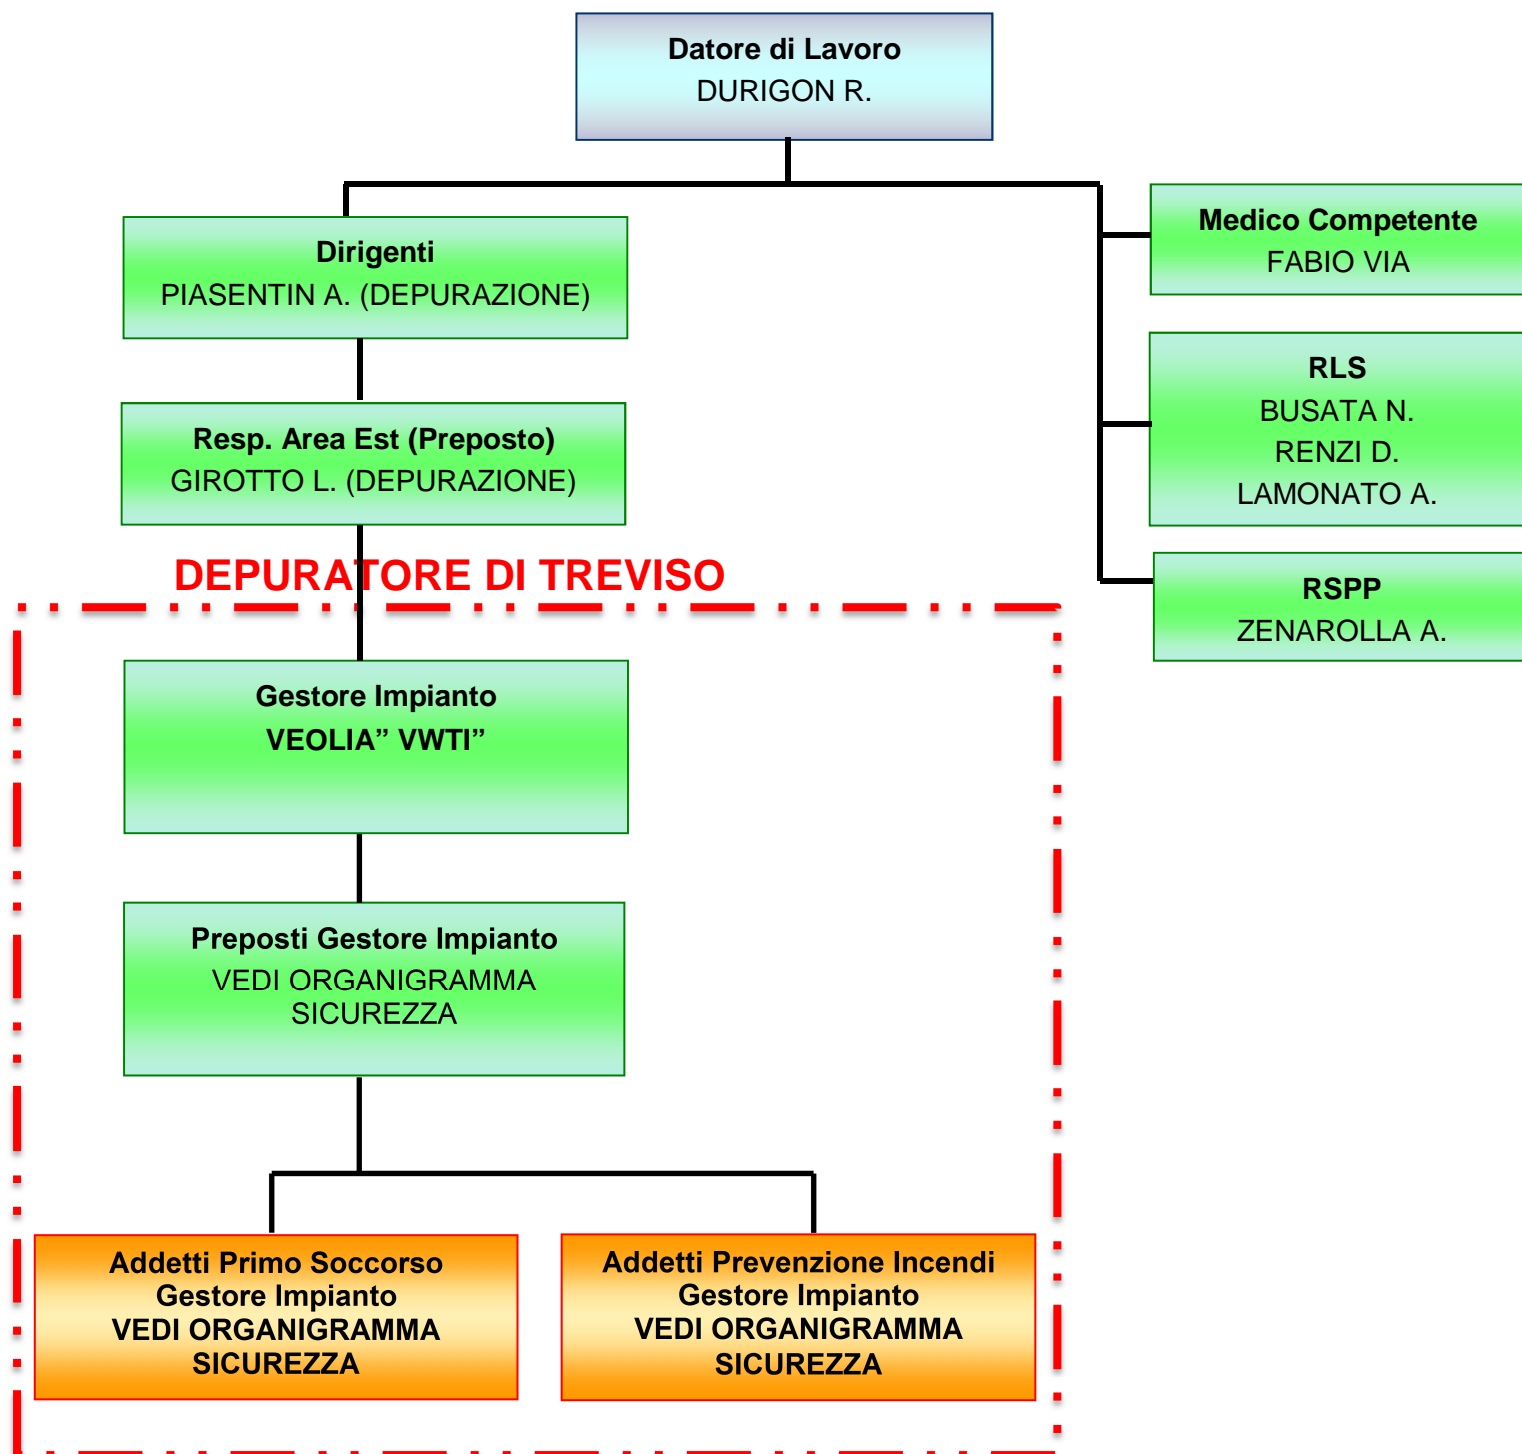 Datore di Lavoro
DURIGON R.
Dirigenti
PIASENTIN A. (DEPURAZIONE)
Medico Competente
FABIO VIA
RLS
BUSATA N.
RENZI D.
LAMONATO A.
Resp. Area Est (Preposto)
GIROTTO L. (DEPURAZIONE)
RSPP
ZENAROLLA A.
DEPURATORE DI TREVISO
Gestore Impianto
VEOLIA” VWTI”
Preposti Gestore Impianto
VEDI ORGANIGRAMMA
SICUREZZA
Addetti Primo Soccorso
Gestore Impianto
VEDI ORGANIGRAMMA
SICUREZZA
Addetti Prevenzione Incendi
Gestore Impianto
VEDI ORGANIGRAMMA
SICUREZZA